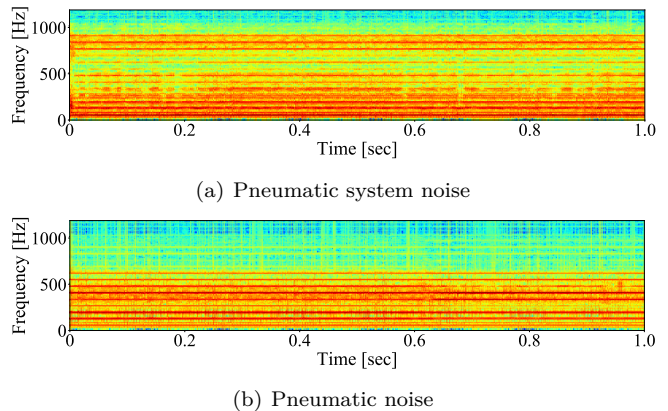 Frequency [Hz]
1000
500
0
0 0.2 0.4 0.6 0.8 1.0
Time [sec]
(a) Pneumatic system noise
Frequency [Hz]
1000
500
0
0 0.2 0.4 0.6 0.8 1.0
Time [sec]
(b) Pneumatic noise